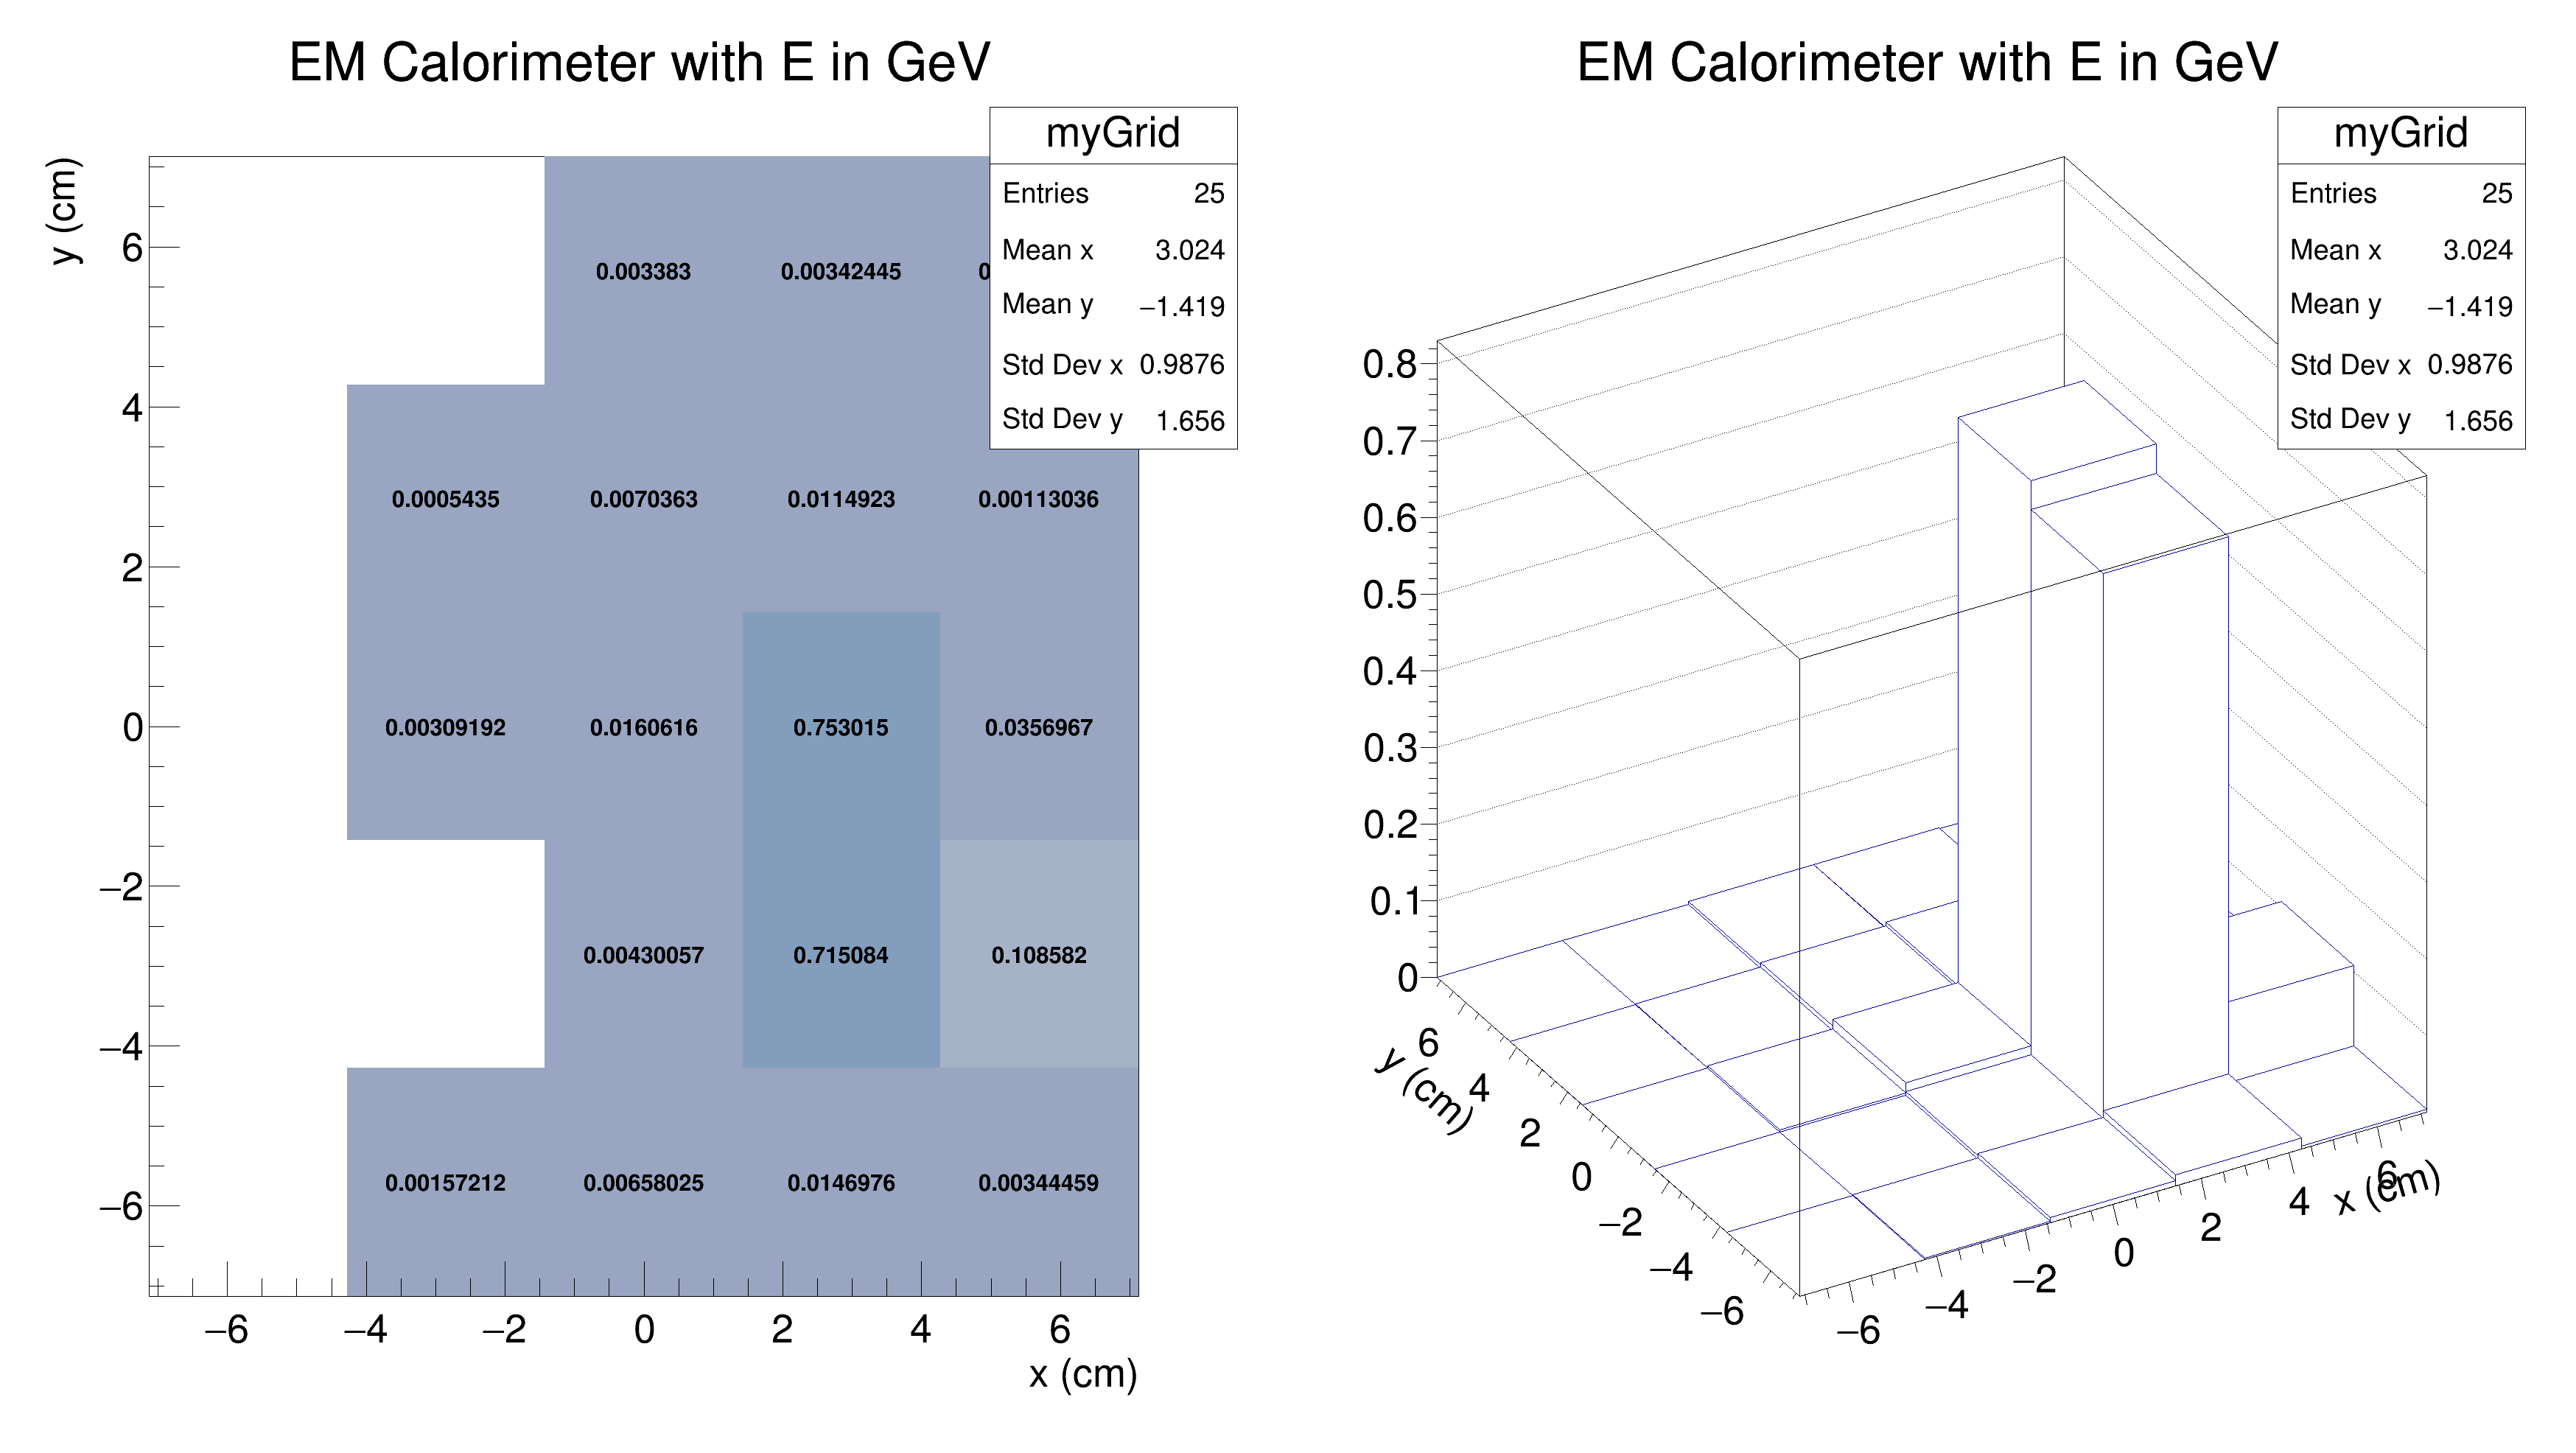 EM Calorimeter with E in GeV
myGrid
Entries 25
Mean x 3.024
Mean y −1.419
Std Dev x 0.9876
Std Dev y 1.656
y (cm)
6
4
2
0
−2
−4
−6
0.003383 0.00342445
0.0005435 0.0070363 0.0114923 0.00113036
0.00309192 0.0160616 0.753015 0.0356967
0.00430057 0.715084 0.108582
0.00157212 0.00658025 0.0146976 0.00344459
−6 −4 −2 0 2 4 6
x (cm)
EM Calorimeter with E in GeV
myGrid
Entries 25
Mean x 3.024
Mean y −1.419
Std Dev x 0.9876
Std Dev y 1.656
0.8
0.7
0.6
0.5
0.4
0.3
0.2
0.1
0
y (cm)
6
4
2
0
−2
−4
−6
−6 −4 −2 0 2 4 6
x (cm)